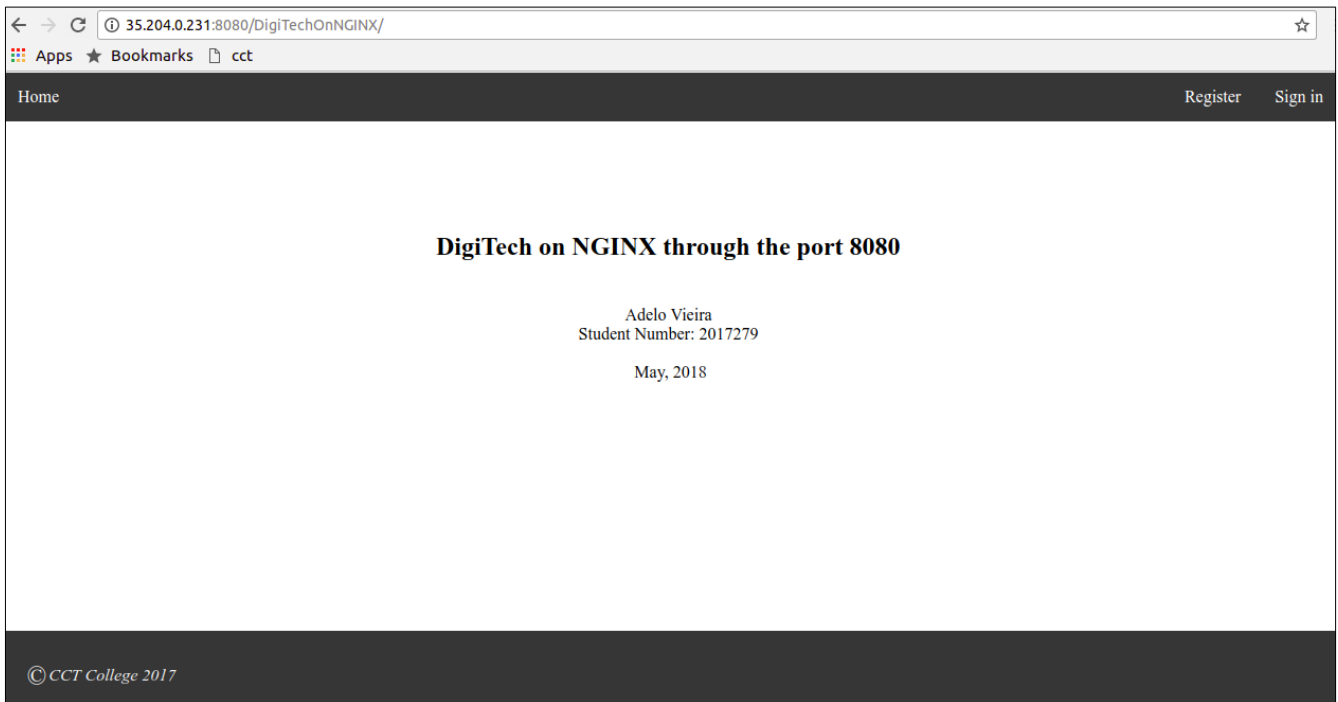 35.204.0.231:8080/DigiTechOnNGINX/
Apps Bookmarks cct
Home Register Sign in
DigiTech on NGINX through the port 8080
Adelo Vieira
Student Number: 2017279
May, 2018
©CCT College 2017